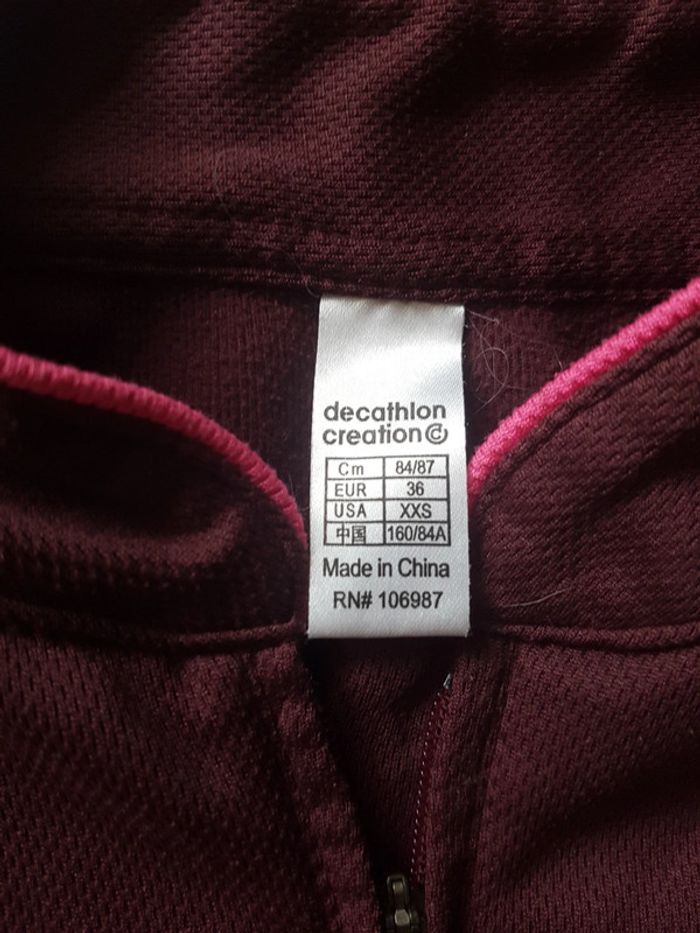 decathlon
creation
Cm 84/87
EUR 36
USA XXS
中国 160/84A
Made in China
RN# 106987